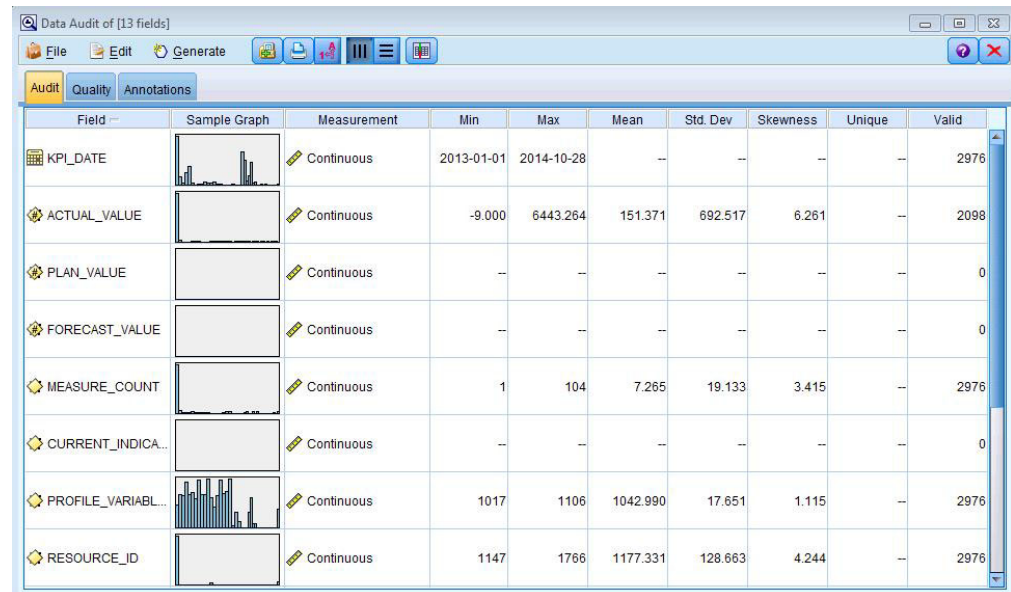 Data Audit of [13 fields]
File Edit Generate
Audit Quality Annotations
Field Sample Graph Measurement Min Max Mean Std. Dev Skewness Unique Valid
KPI_DATE Continuous 2013-01-01 2014-10-28 -- -- -- -- 2976
ACTUAL_VALUE Continuous -9.000 6443.264 151.371 692.517 6.261 -- 2098
PLAN_VALUE Continuous -- -- -- -- -- -- 0
FORECAST_VALUE Continuous -- -- -- -- -- -- 0
MEASURE_COUNT Continuous 1 104 7.265 19.133 3.415 -- 2976
CURRENT_INDICA... Continuous -- -- -- -- -- -- 0
PROFILE_VARIABL... Continuous 1017 1106 1042.990 17.651 1.115 -- 2976
RESOURCE_ID Continuous 1147 1766 1177.331 128.663 4.244 -- 2976